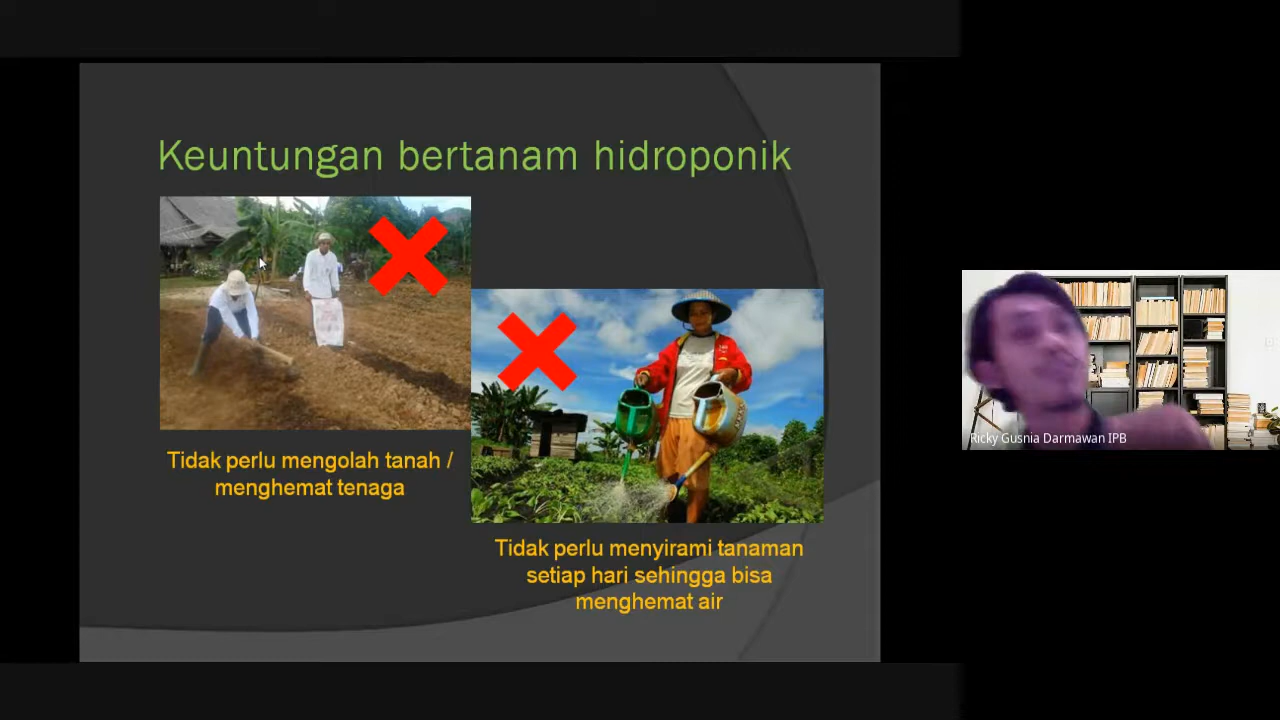 Keuntungan bertanam hidroponik
Tidak perlu mengolah tanah /
menghemat tenaga
Tidak perlu menyirami tanaman
setiap hari sehingga bisa
menghemat air
Ricky Gusnia Darmawan IPB